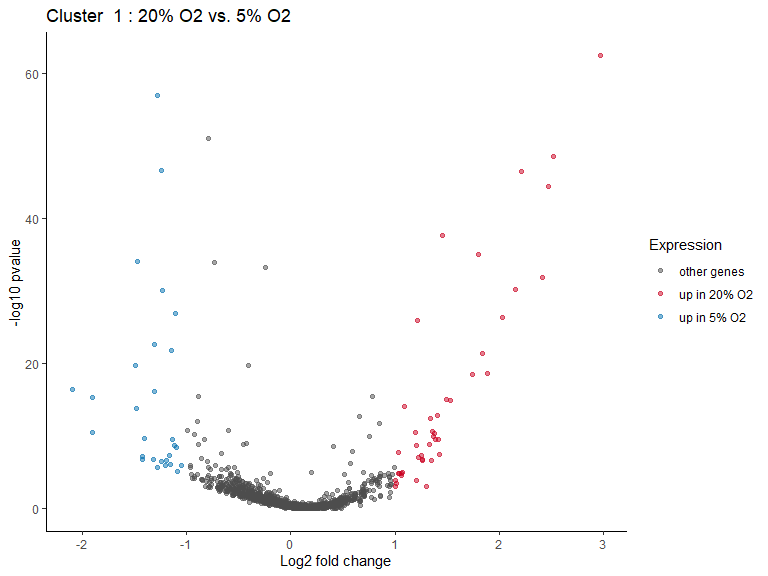 Cluster  1 : 20% O2 vs. 5% O2
60
40
20
0
-log10 pvalue
-2
-1
0
1
2
3
Log2 fold change
Expression
other genes
up in 20% O2
up in 5% O2